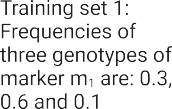 Training set 1:
Frequencies of
three genotypes of
marker m₁ are: 0.3,
0.6 and 0.1